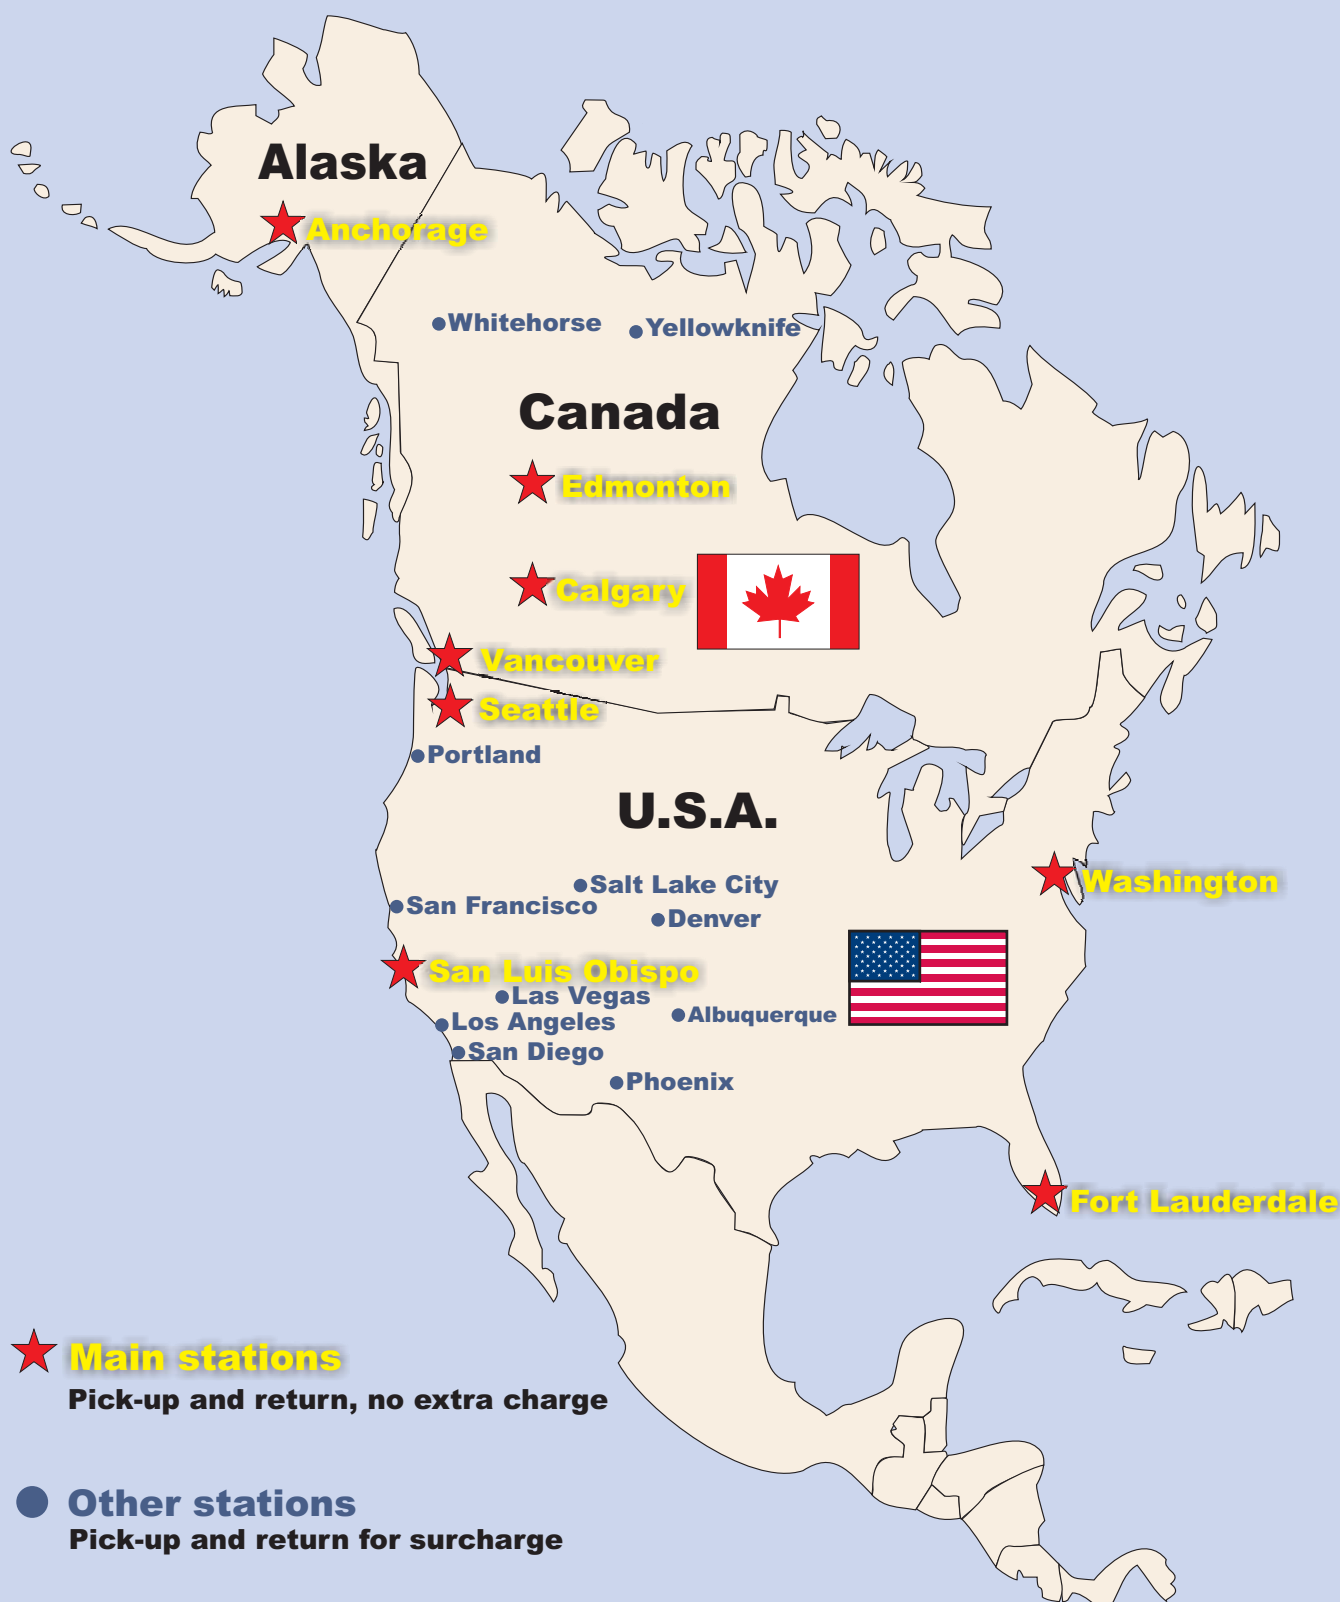 Alaska
Anchorage
Whitehorse
Yellowknife
Canada
Edmonton
Calgary
Vancouver
Seattle
Portland
U.S.A.
Washington
Salt Lake City
San Francisco
Denver
San Luis Obispo
Las Vegas
Albuquerque
Los Angeles
San Diego
Phoenix
Fort Lauderdale
Main stations
Pick-up and return, no extra charge
Other stations
Pick-up and return for surcharge